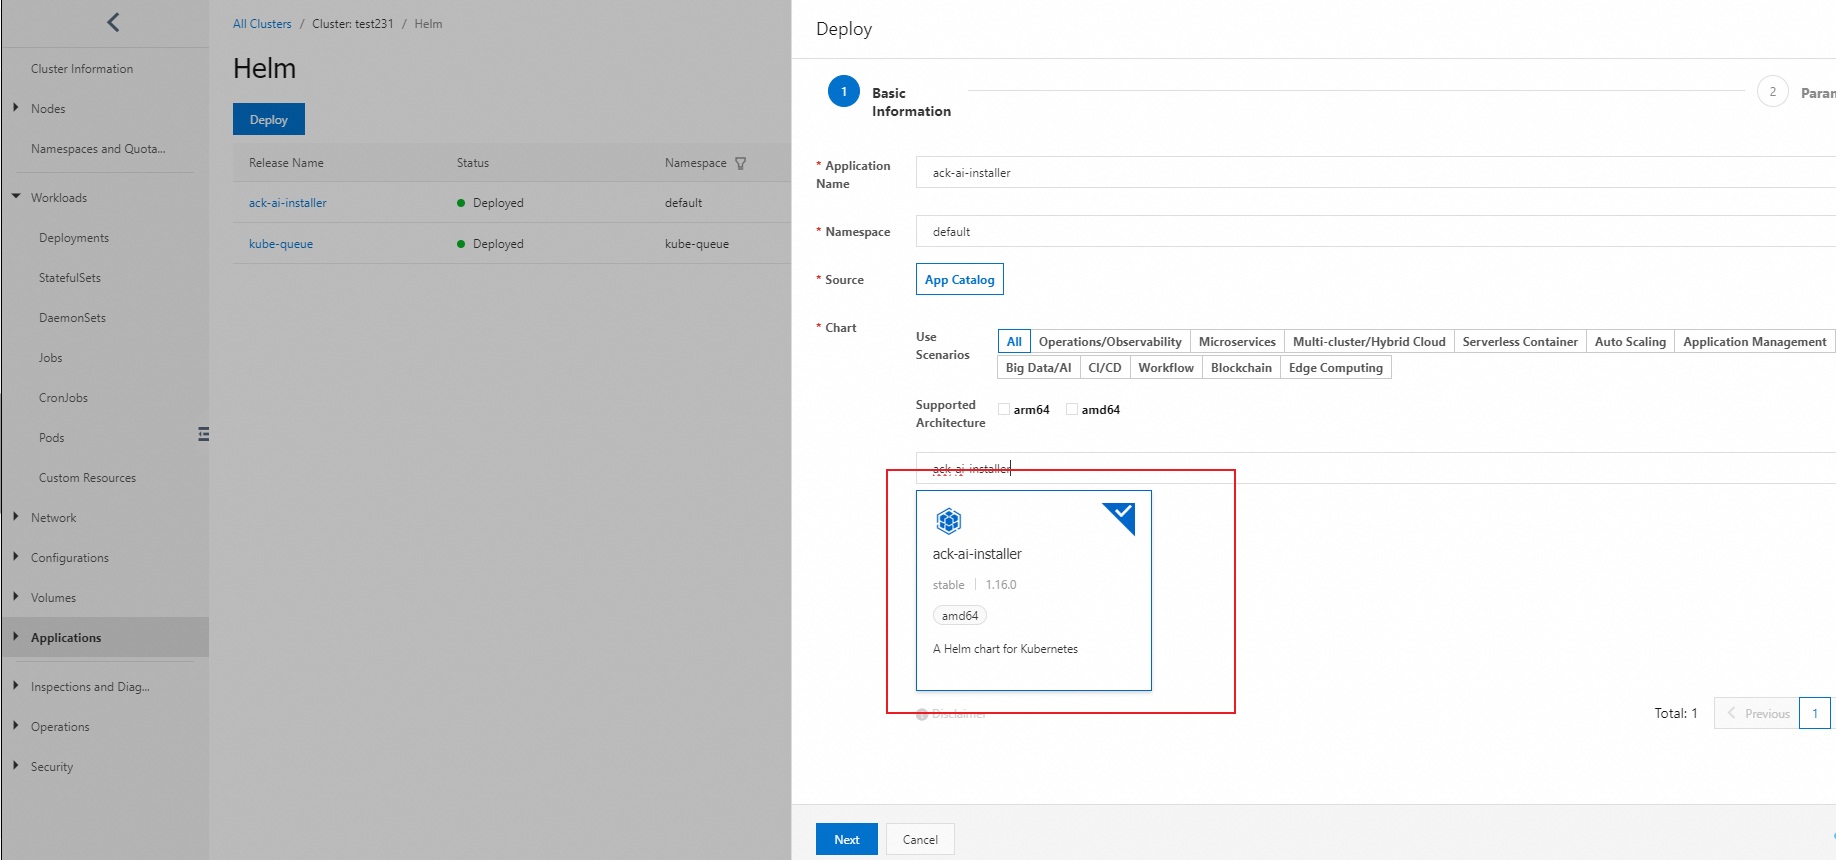 All Clusters / Cluster: test231 / Helm
Helm
Deploy
Release Name Status Namespace
ack-ai-installer Deployed default
kube-queue Deployed kube-queue
Cluster Information
Nodes
Namespaces and Quota...
Workloads
Deployments
StatefulSets
DaemonSets
Jobs
CronJobs
Pods
Custom Resources
Network
Configurations
Volumes
Applications
Inspections and Diag...
Operations
Security
Deploy
1 Basic
Information
2 Param
* Application
Name
ack-ai-installer
* Namespace default
* Source App Catalog
* Chart
Use
Scenarios
All Operations/Observability Microservices Multi-cluster/Hybrid Cloud Serverless Container Auto Scaling Application Management
Big Data/AI CI/CD Workflow Blockchain Edge Computing
Supported
Architecture
arm64 amd64
ack-ai-installer
ack-ai-installer
stable | 1.16.0
amd64
A Helm chart for Kubernetes
Disclaimer
Total: 1 Previous 1
Next Cancel